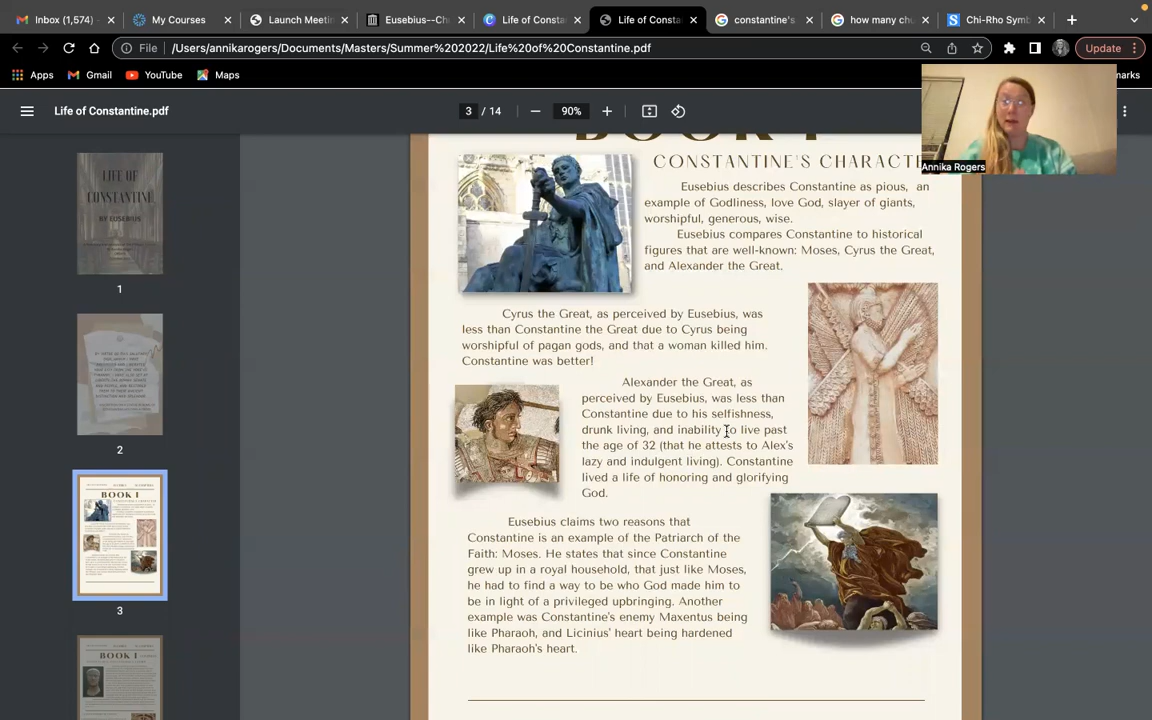 Inbox (1,574)
My Courses
Launch Meeti
Eusebius--Ch
Life of Consta
Life of Consta
constantine's
how many chu
Chi-Rho Symb
File /Users/annikarogers/Documents/Masters/Summer%202022/Life%20of%20Constantine.pdf
Update
Apps
Gmail
YouTube
Maps
marks
Life of Constantine.pdf
3 / 14
90%
Annika Rogers
LIFE OF
CONSTANTINE
BY EUSEBIUS
1
2
BOOK I
3
BOOK I
BOOK I
CONSTANTINE'S CHARACTE
Eusebius describes Constantine as pious, an
example of Godliness, love God, slayer of giants,
worshipful, generous, wise.
Eusebius compares Constantine to historical
figures that are well-known: Moses, Cyrus the Great,
and Alexander the Great.
Cyrus the Great, as perceived by Eusebius, was
less than Constantine the Great due to Cyrus being
worshipful of pagan gods, and that a woman killed him.
Constantine was better!
Alexander the Great, as
perceived by Eusebius, was less than
Constantine due to his selfishness,
drunk living, and inability to live past
the age of 32 (that he attests to Alex's
lazy and indulgent living). Constantine
lived a life of honoring and glorifying
God.
Eusebius claims two reasons that
Constantine is an example of the Patriarch of the
Faith: Moses. He states that since Constantine
grew up in a royal household, that just like Moses,
he had to find a way to be who God made him to
be in light of a privileged upbringing. Another
example was Constantine's enemy Maxentus being
like Pharaoh, and Licinius' heart being hardened
like Pharaoh's heart.